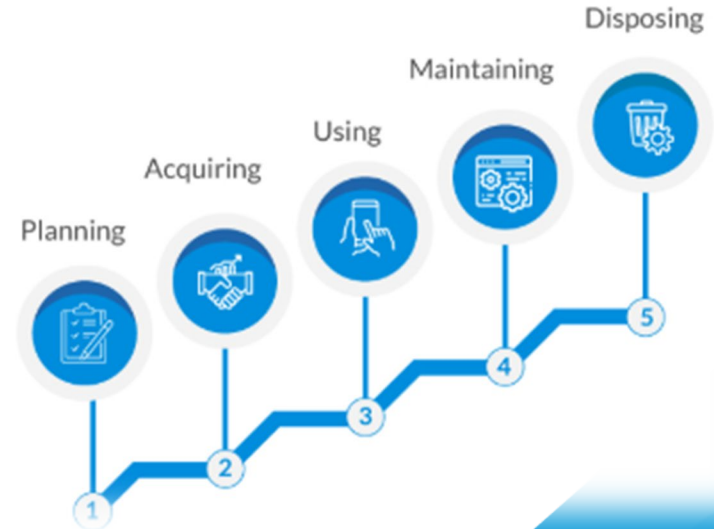 Disposing
Maintaining
Using
Acquiring
Planning
5
4
3
2
1